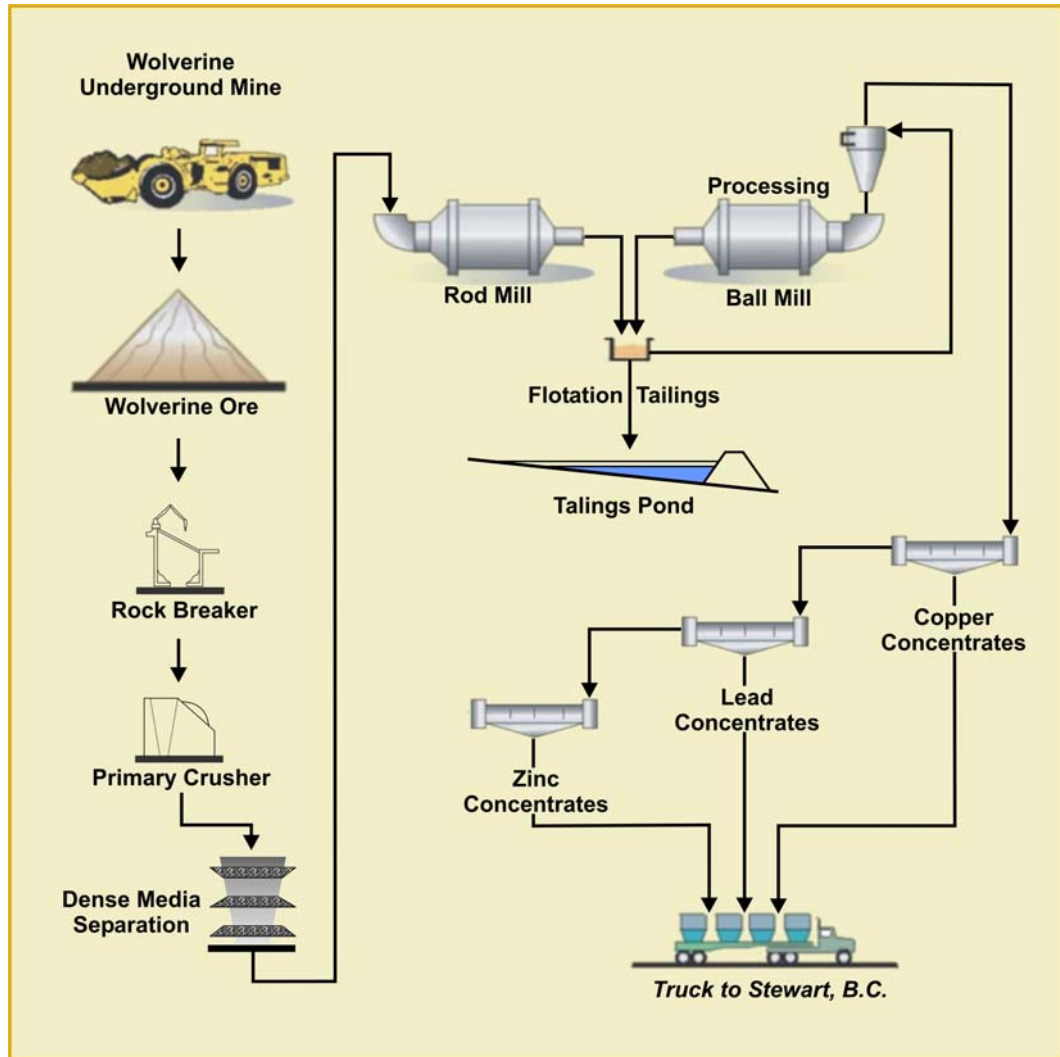 Wolverine
Underground Mine
Wolverine Ore
Rock Breaker
Primary Crusher
Dense Media
Separation
Rod Mill
Processing
Ball Mill
Flotation Tailings
Talings Pond
Copper
Concentrates
Lead
Concentrates
Zinc
Concentrates
Truck to Stewart, B.C.